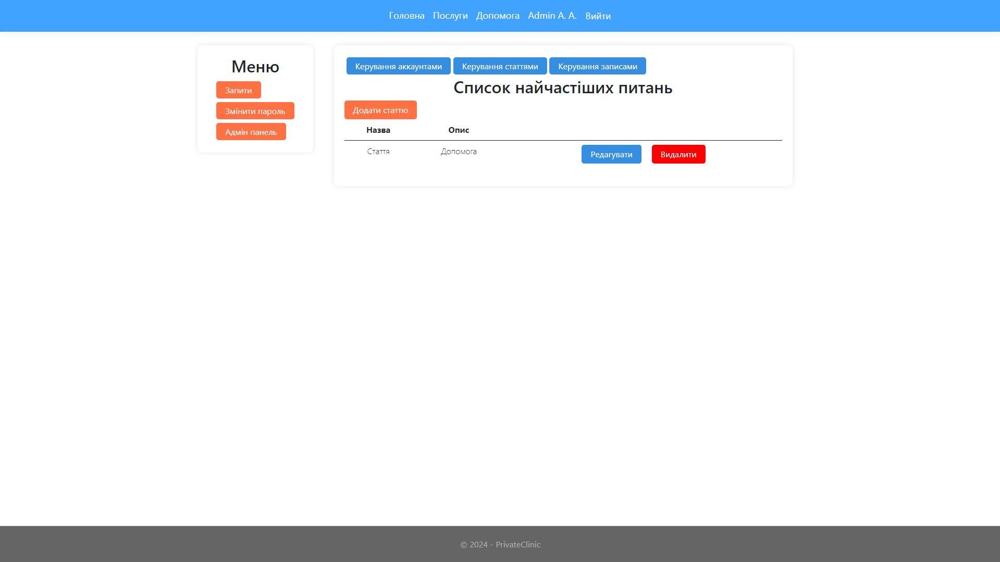 Головна Послуги Допомога Admin A. A. Вийти
Меню
Запити
Змінити пароль
Адмін панель
Керування аккаунтами Керування статтями Керування записами
Список найчастіших питань
Додати статтю
Назва Опис
Стаття Допомога Редагувати Видалити
© 2024 - PrivateClinic